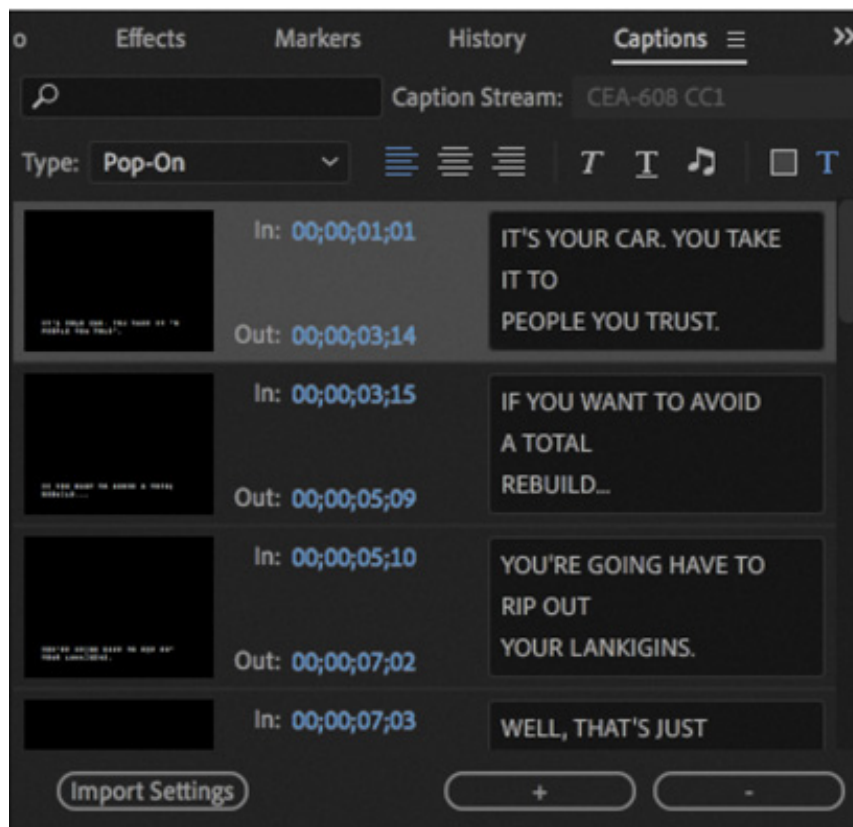 o Effects Markers History Captions
Caption Stream: CEA-608 CC1
Type: Pop-On T T T
In: 00;00;01;01
Out: 00;00;03;14
IT'S YOUR CAR. YOU TAKE
IT TO
PEOPLE YOU TRUST.
In: 00;00;03;15
Out: 00;00;05;09
IF YOU WANT TO AVOID
A TOTAL
REBUILD...
In: 00;00;05;10
Out: 00;00;07;02
YOU'RE GOING HAVE TO
RIP OUT
YOUR LANKIGINS.
In: 00;00;07;03
WELL, THAT'S JUST
Import Settings + -